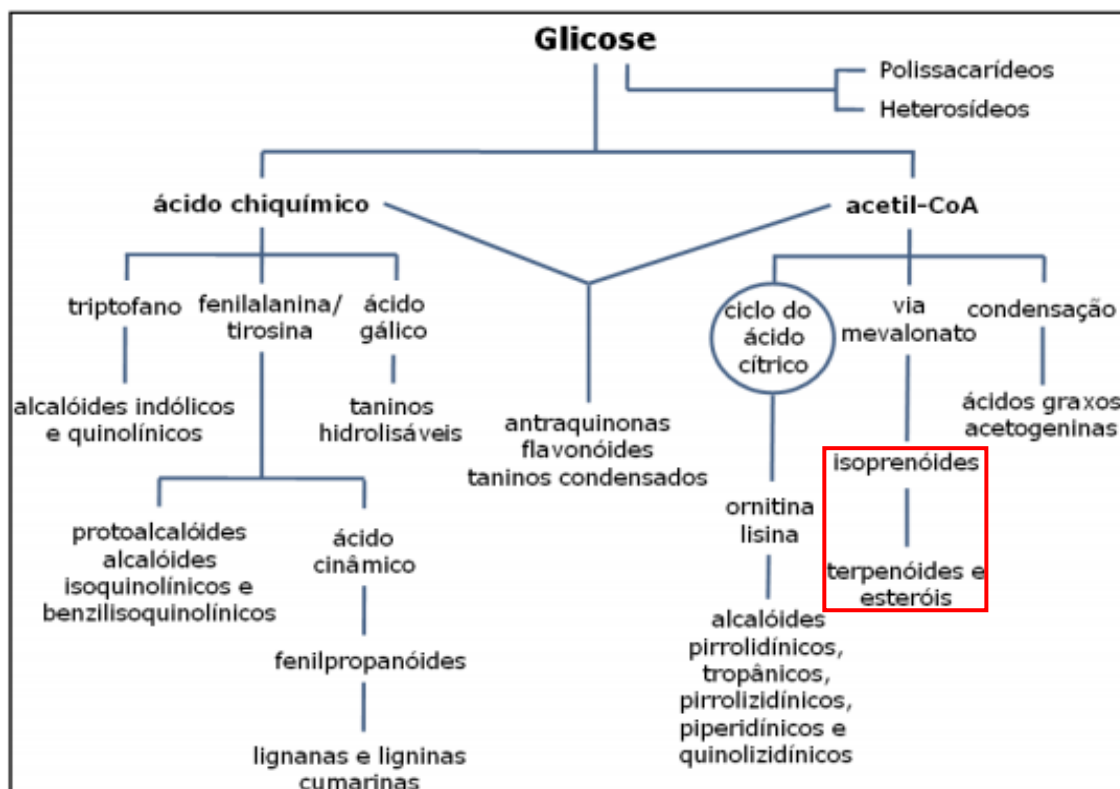 Glicose
Polissacarídeos
Heterosídeos
ácido chiquímico
acetil-CoA
triptofano
fenilalanina/
tirosina
ácido
gálico
ciclo do
ácido
cítrico
via
mevalonato
condensação
alcalóides indólicos
e quinolínicos
taninos
hidrolisáveis
antraquinonas
flavonóides
taninos condensados
ácidos graxos
acetogeninas
isoprenóides
ornitina
lisina
protoalcalóides
alcalóides
isoquinolínicos e
benzilisoquinolínicos
ácido
cinâmico
terpenóides e
esteróis
alcalóides
pirrolidínicos,
tropânicos,
pirrolizidínicos,
piperidínicos e
quinolizidínicos
fenilpropanóides
lignanas e ligninas
cumarinas